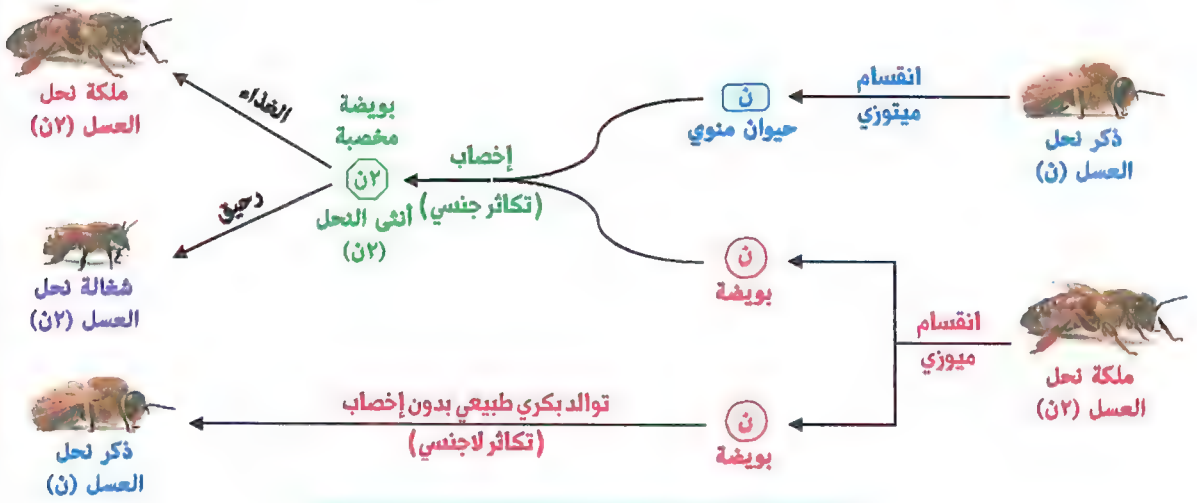 ذكر نحل
العسل (ن)
انقسام
ميتوزي
ن
حيوان منوي
ملكة نحل
العسل (٢ن)
انقسام
ميوزي
ن
بويضة
ن
بويضة
إخصاب
(تكاثر جنسي)
بويضة
مخصبة
٢ن
أنثى النحل
(٢ن)
الغذاء
رحيق
ملكة نحل
العسل (٢ن)
شغالة نحل
العسل (٢ن)
توالد بكري طبيعي بدون إخصاب
(تكاثر لاجنسي)
ذكر نحل
العسل (ن)